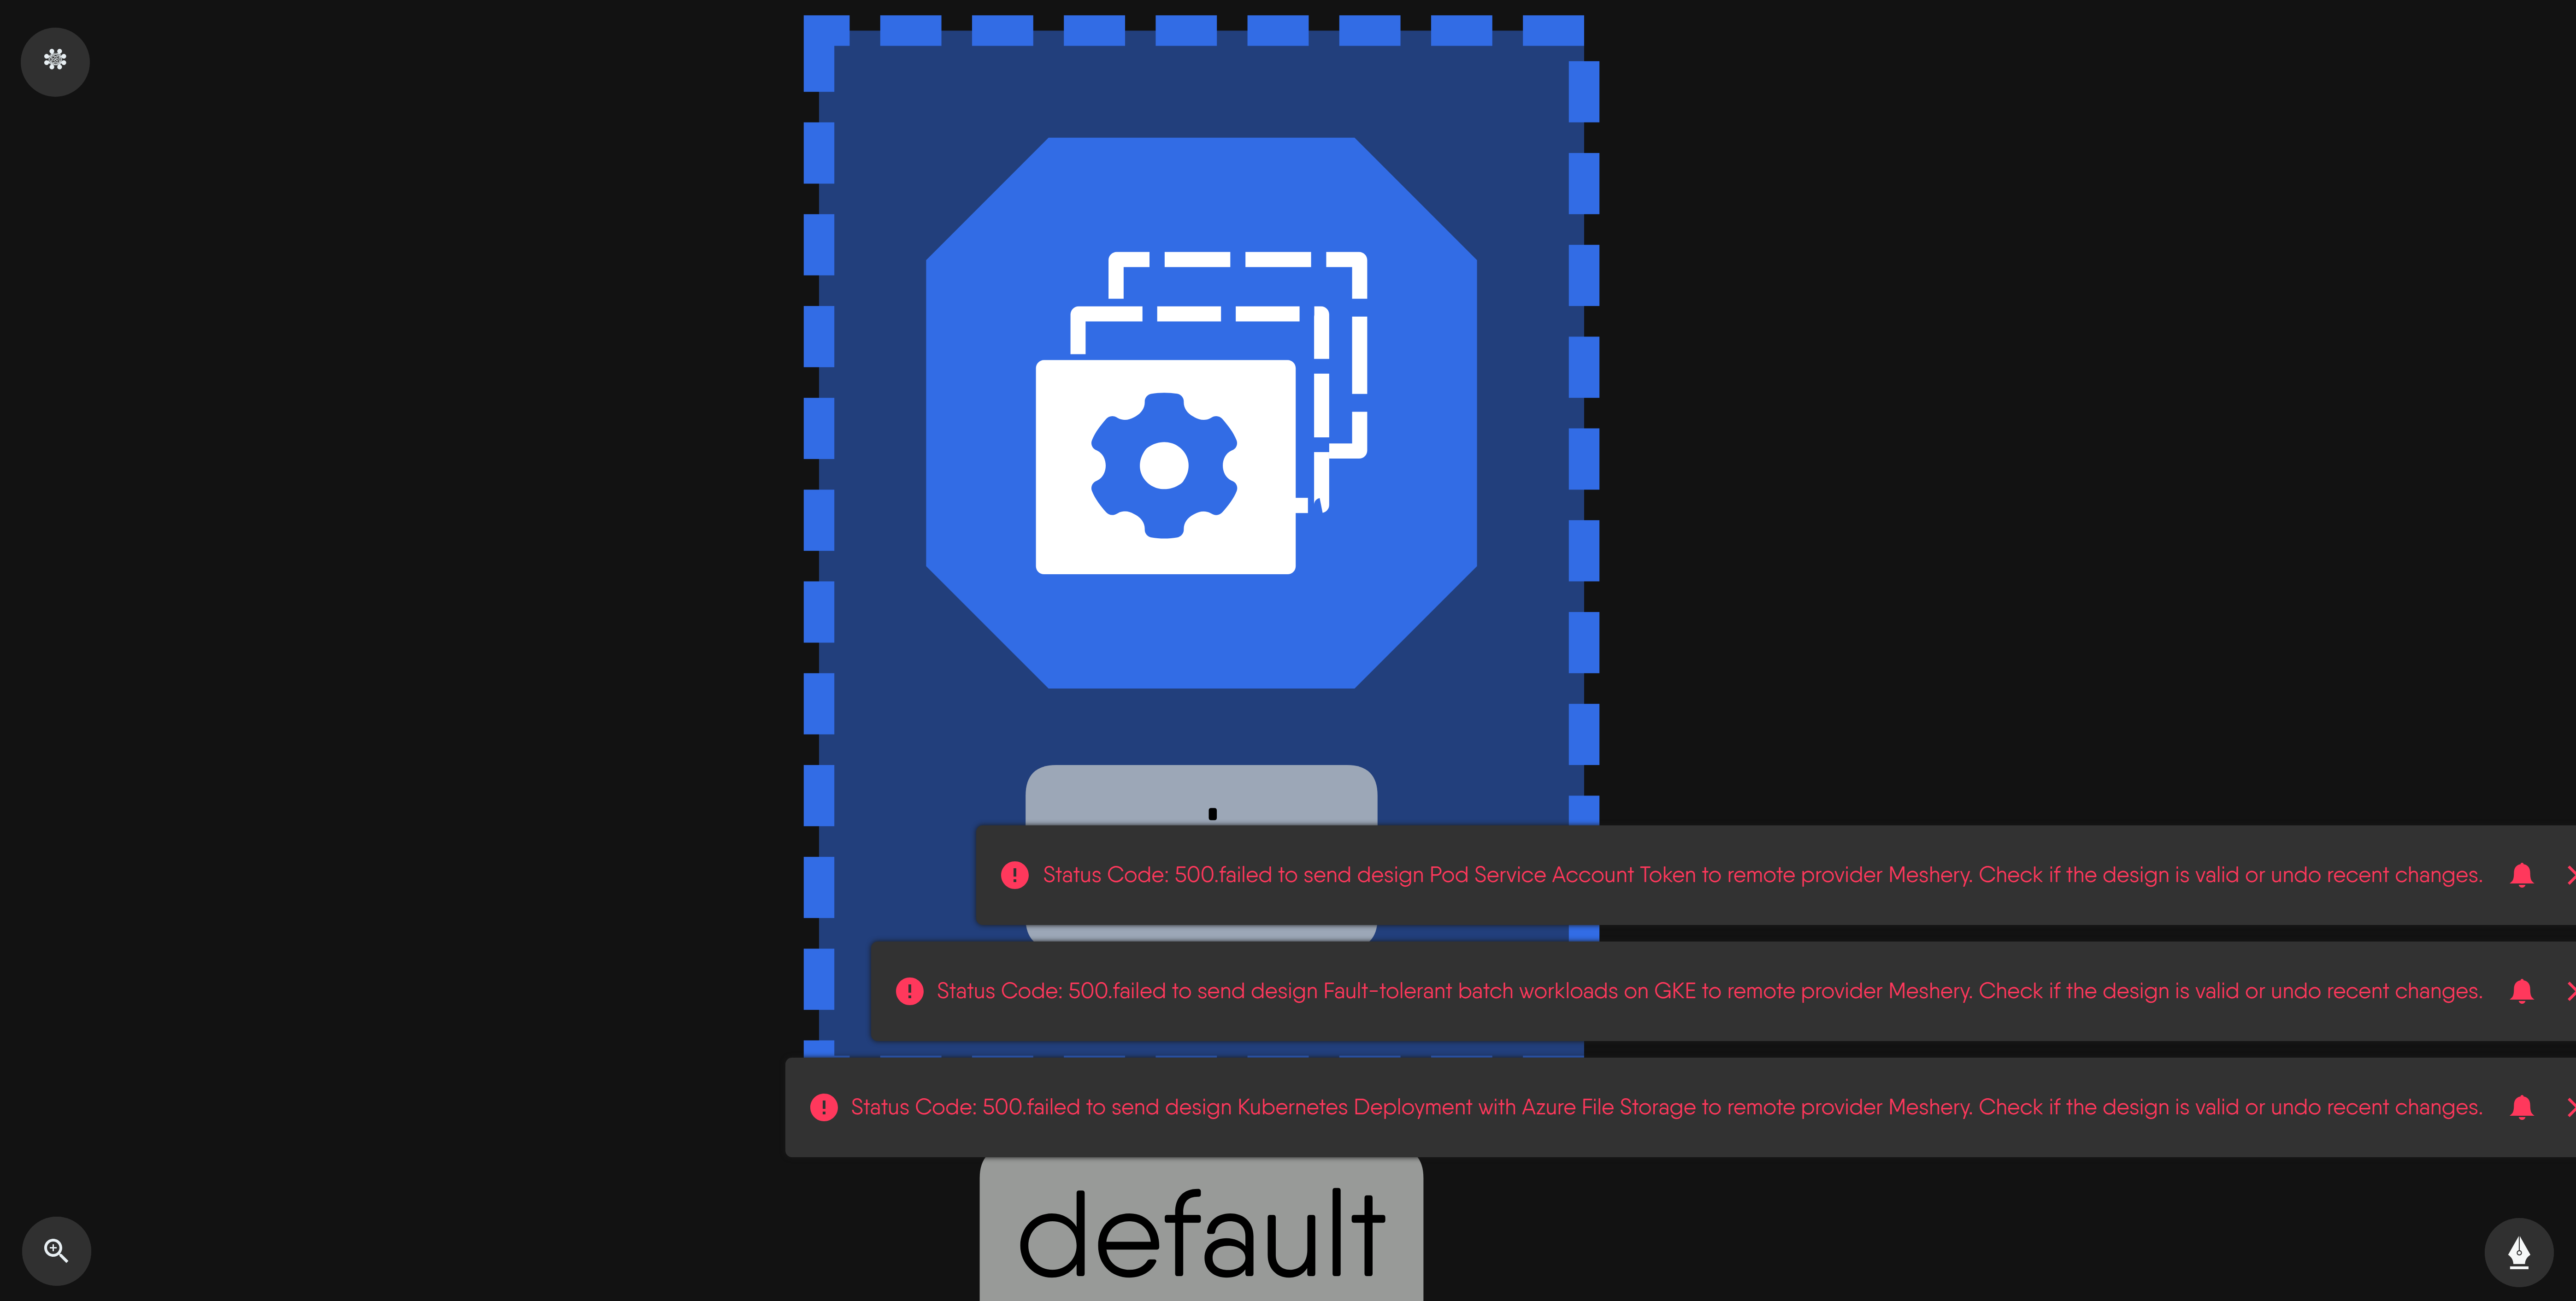 Status Code: 500.failed to send design Pod Service Account Token to remote provider Meshery. Check if the design is valid or undo recent changes.
Status Code: 500.failed to send design Fault-tolerant batch workloads on GKE to remote provider Meshery. Check if the design is valid or undo recent changes.
Status Code: 500.failed to send design Kubernetes Deployment with Azure File Storage to remote provider Meshery. Check if the design is valid or undo recent changes.
default